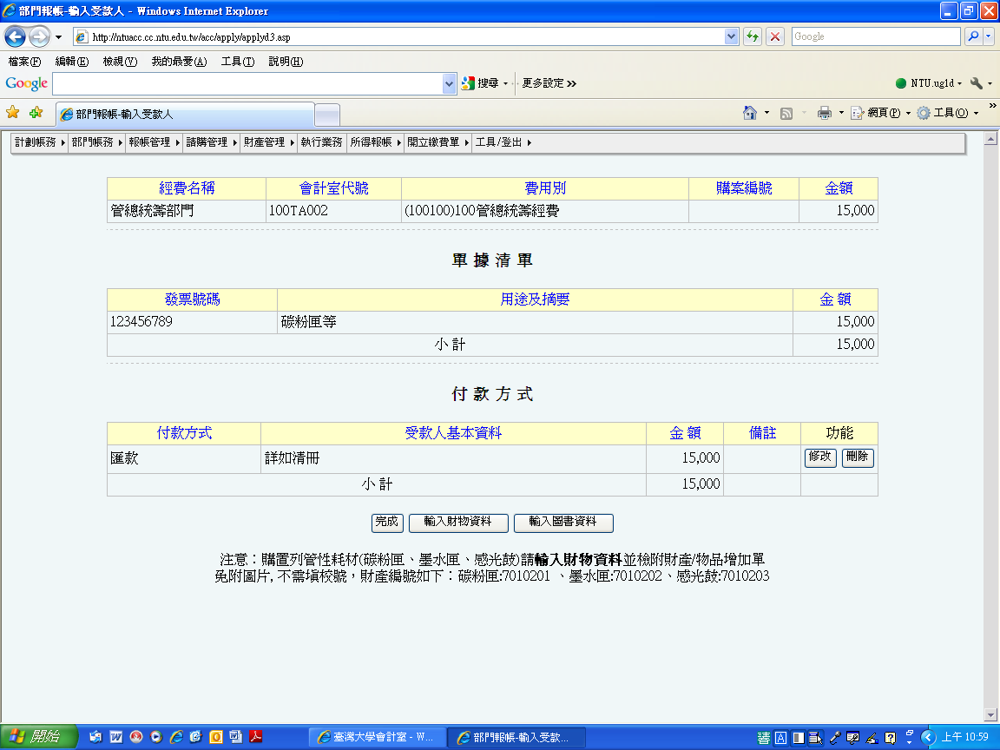 部門報帳-輸入受款人 - Windows Internet Explorer
http://ntuacc.cc.ntu.edu.tw/acc/apply/applyd3.asp
Google
檔案(F) 編輯(E) 檢視(V) 我的最愛(A) 工具(T) 說明(H)
Google 搜尋 更多設定 >> NTU.ug1d
部門報帳-輸入受款人 網頁(P) 工具(O) >>
計劃帳務 部門帳務 報帳管理 請購管理 財產管理 執行業務 所得報帳 開立繳費單 工具/登出
經費名稱 會計室代號 費用別 購案編號 金額
管總統籌部門 100TA002 (100100)100管總統籌經費 15,000
單 據 清 單
發票號碼 用途及摘要 金 額
123456789 碳粉匣等 15,000
小 計 15,000
付 款 方 式
付款方式 受款人基本資料 金 額 備註 功能
匯款 詳如清冊 15,000 修改 刪除
小 計 15,000
完成 輸入財物資料 輸入圖書資料
注意：購置列管性耗材(碳粉匣、墨水匣、感光鼓)請輸入財物資料並檢附財產/物品增加單
免附圖片, 不需填校號，財產編號如下：碳粉匣:7010201 、墨水匣:7010202、感光鼓:7010203
開始 臺灣大學會計室 - W... 部門報帳-輸入受款... 上午 10:59